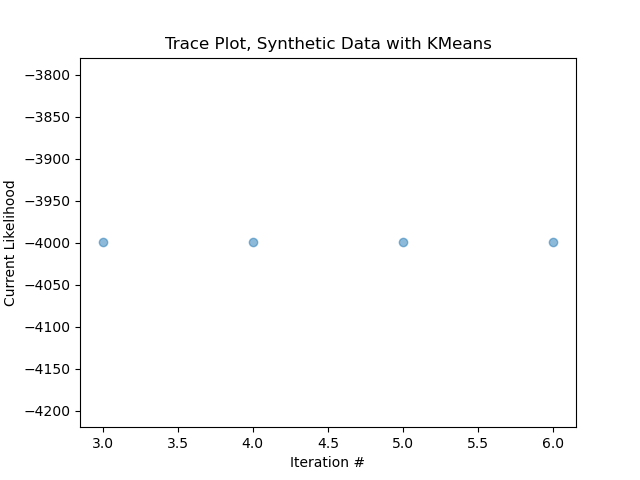 Trace Plot, Synthetic Data with KMeans
−3800
−3850
−3900
−3950
−4000
−4050
−4100
−4150
−4200
Current Likelihood
3.0 3.5 4.0 4.5 5.0 5.5 6.0
Iteration #